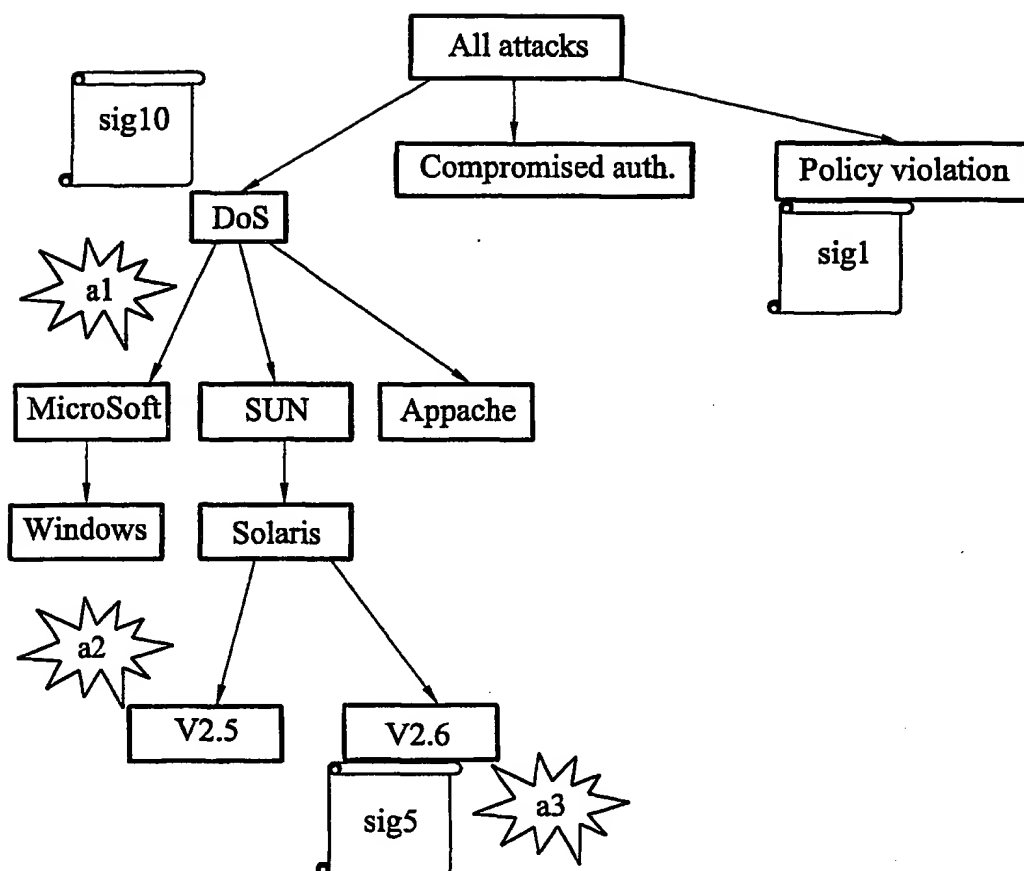 All attacks
sig10
Compromised auth.
Policy violation
DoS
sig1
a1
MicroSoft
SUN
Appache
Windows
Solaris
a2
V2.5
V2.6
sig5
a3